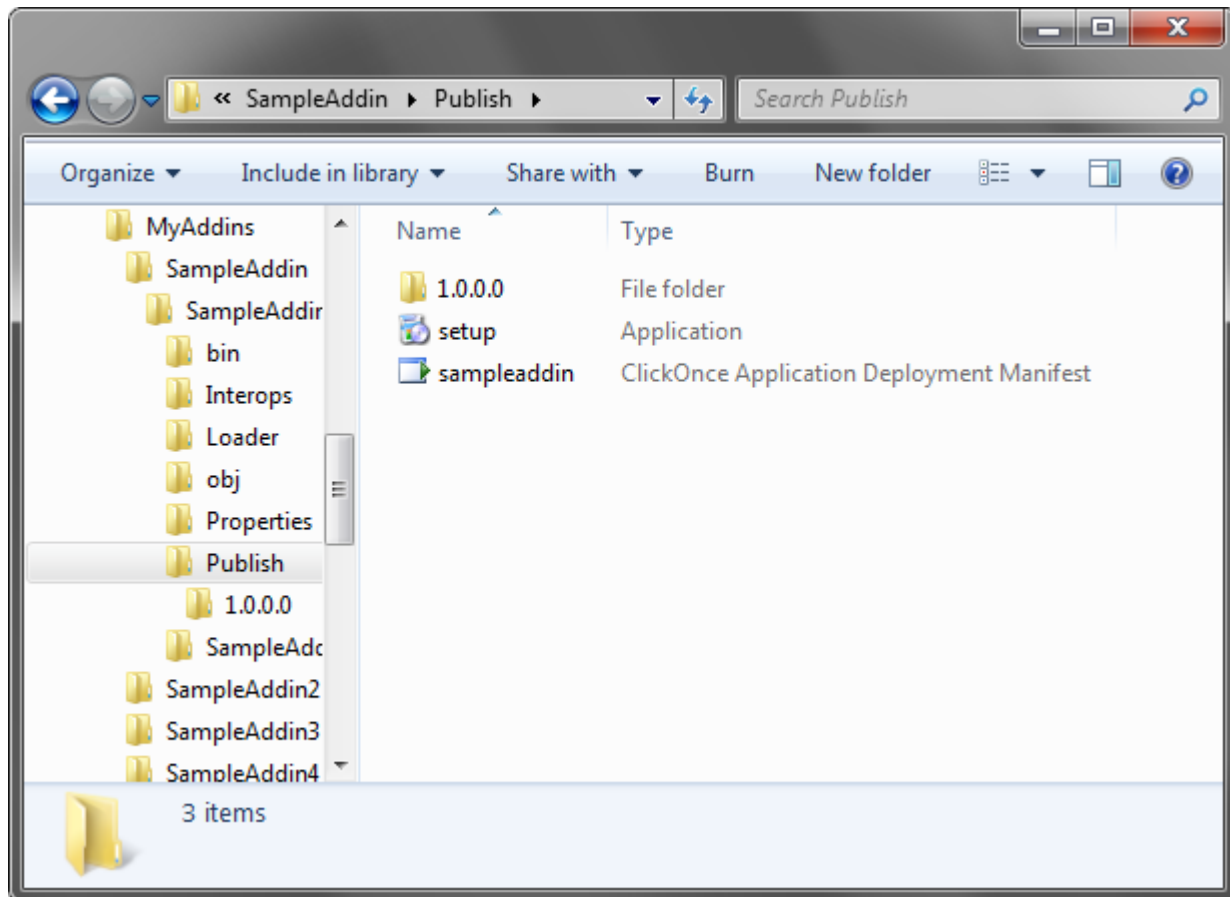 « SampleAddin Publish
Search Publish
Organize Include in library Share with Burn New folder
MyAddins
SampleAddin
SampleAddir
bin
Interops
Loader
obj
Properties
Publish
1.0.0.0
SampleAdd
SampleAddin2
SampleAddin3
SampleAddin4
Name Type
1.0.0.0 File folder
setup Application
sampleaddin ClickOnce Application Deployment Manifest
3 items